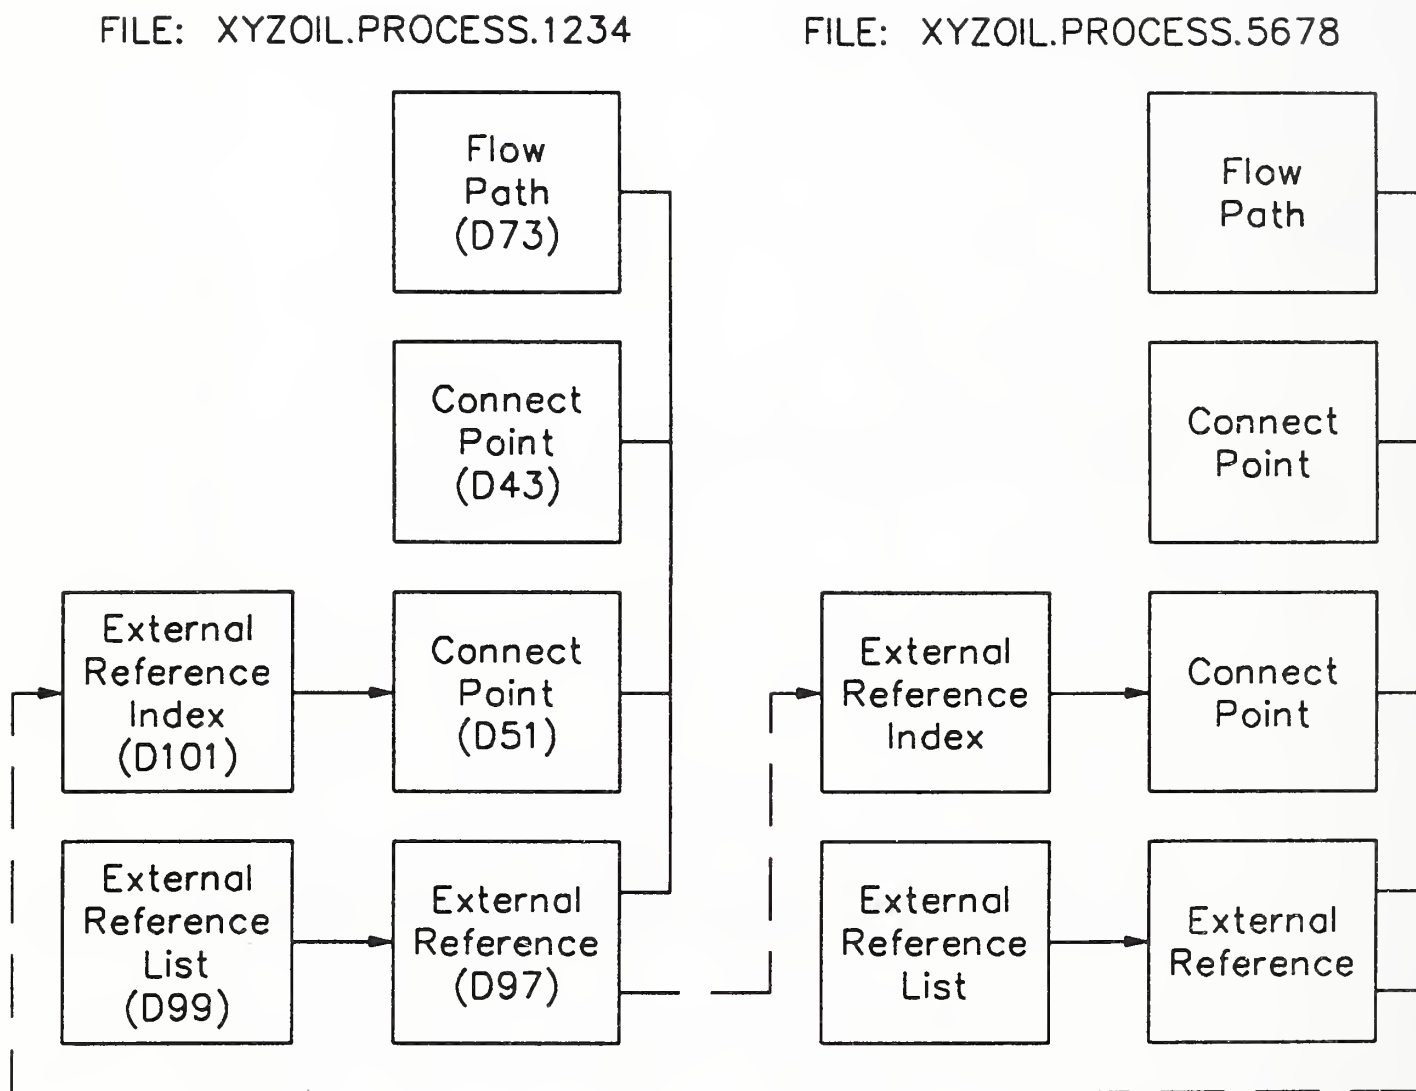 FILE: XYZOIL.PROCESS.1234
Flow
Path
(D73)
Connect
Point
(D43)
External
Reference
Index
(D101)
Connect
Point
(D51)
External
Reference
List
(D99)
External
Reference
(D97)
FILE: XYZOIL.PROCESS.5678
Flow
Path
Connect
Point
External
Reference
Index
Connect
Point
External
Reference
List
External
Reference